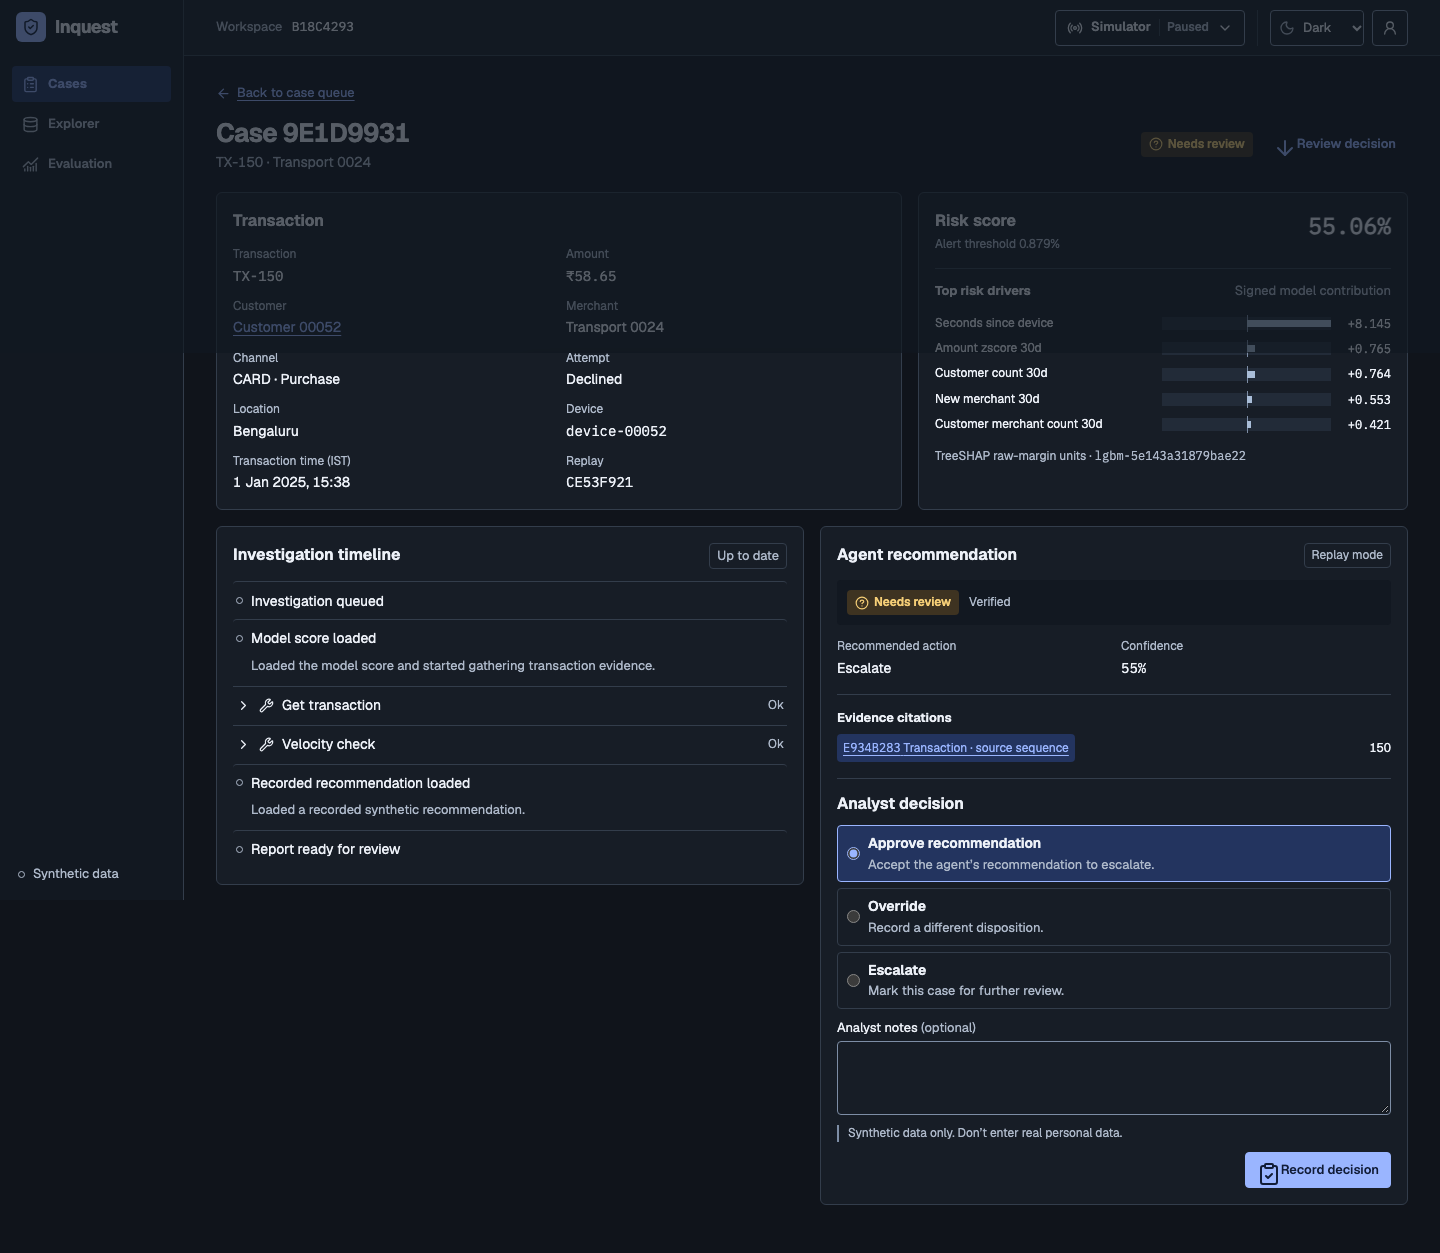 Inquest
Workspace B18C4293
Simulator Paused
Dark
Cases
Explorer
Evaluation
Synthetic data
Back to case queue
Case 9E1D9931
TX-150 · Transport 0024
Needs review
Review decision
Transaction
Transaction
TX-150
Amount
₹58.65
Customer
Customer 00052
Merchant
Transport 0024
Channel
CARD · Purchase
Attempt
Declined
Location
Bengaluru
Device
device-00052
Transaction time (IST)
1 Jan 2025, 15:38
Replay
CE53F921
Risk score
55.06%
Alert threshold 0.879%
Top risk drivers
Signed model contribution
Seconds since device +8.145
Amount zscore 30d +0.765
Customer count 30d +0.764
New merchant 30d +0.553
Customer merchant count 30d +0.421
TreeSHAP raw-margin units · lgbm-5e143a31879bae22
Investigation timeline
Up to date
Investigation queued
Model score loaded
Loaded the model score and started gathering transaction evidence.
Get transaction Ok
Velocity check Ok
Recorded recommendation loaded
Loaded a recorded synthetic recommendation.
Report ready for review
Agent recommendation
Replay mode
Needs review Verified
Recommended action
Escalate
Confidence
55%
Evidence citations
E934B283 Transaction · source sequence 150
Analyst decision
Approve recommendation
Accept the agent's recommendation to escalate.
Override
Record a different disposition.
Escalate
Mark this case for further review.
Analyst notes (optional)
Synthetic data only. Don't enter real personal data.
Record decision